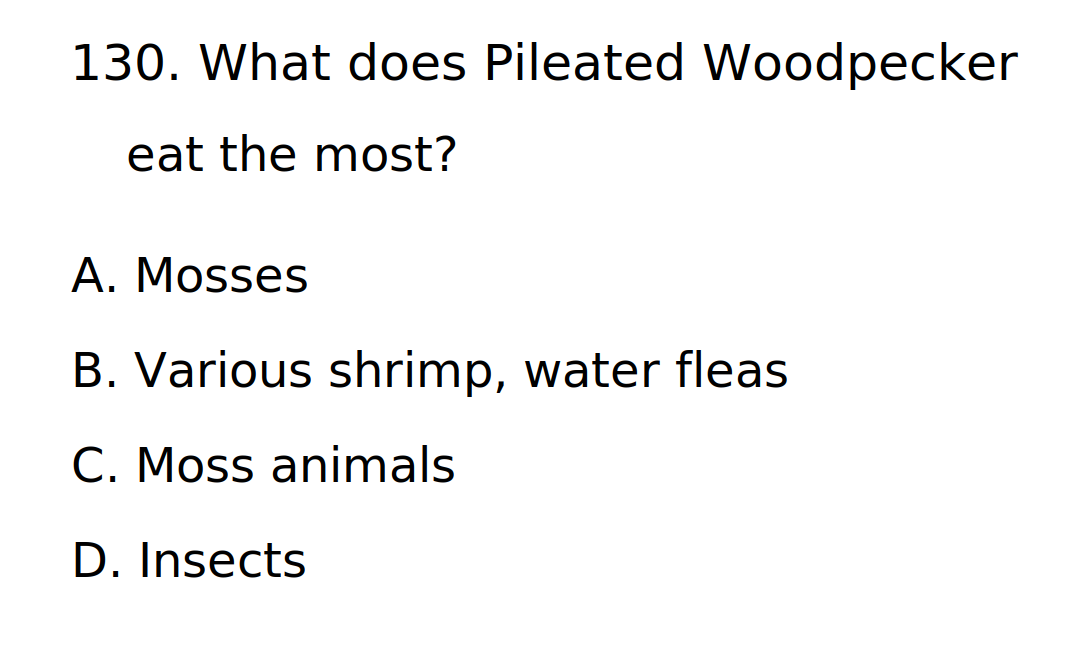 130. What does Pileated Woodpecker
eat the most?
A. Mosses
B. Various shrimp, water fleas
C. Moss animals
D. Insects